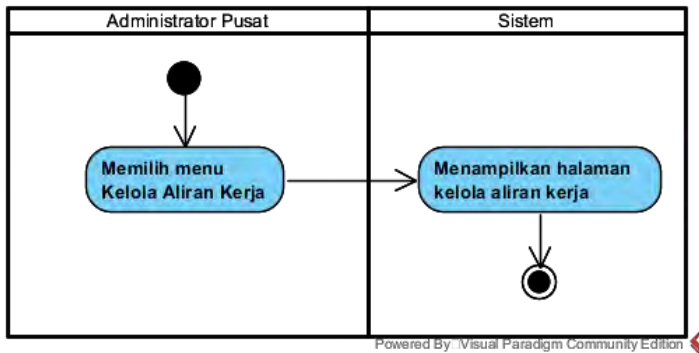 Administrator Pusat
Sistem
Memilih menu
Kelola Aliran Kerja
Menampilkan halaman
kelola aliran kerja
Powered By Visual Paradigm Community Edition